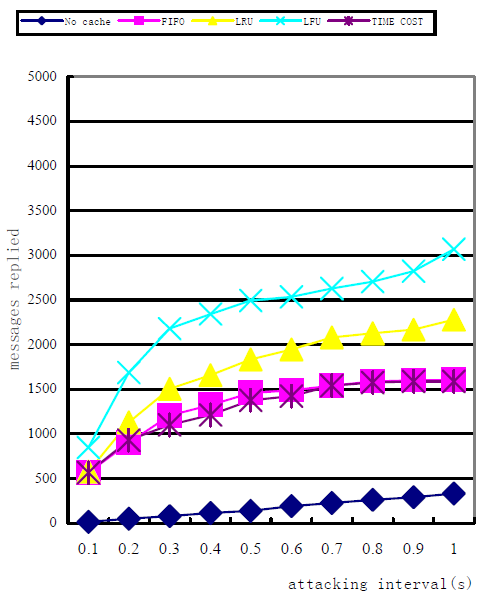 No cache FIFO LRU LFU TIME COST
5000
4500
4000
3500
3000
2500
2000
1500
1000
500
0
messages replied
0.1 0.2 0.3 0.4 0.5 0.6 0.7 0.8 0.9 1
attacking interval(s)